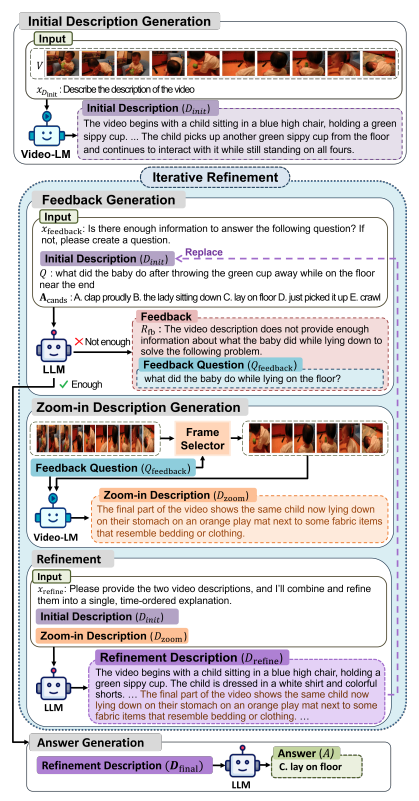 Initial Description Generation
Input
V
x_Dinit : Describe the description of the video
Video-LM
Initial Description (D_init)
The video begins with a child sitting in a blue high chair, holding a
green sippy cup. ... The child picks up another green sippy cup from the floor
and continues to interact with it while still standing on all fours.
Iterative Refinement
Feedback Generation
Input
x_feedback: Is there enough information to answer the following question? If
not, please create a question.
Initial Description (D_init)
Replace
Q : what did the baby do after throwing the green cup away while on the floor
near the end
A_cands : A. clap proudly B. the lady sitting down C. lay on floor D. just picked it up E. crawl
LLM
Not enough
Enough
Feedback
R_fb : The video description does not provide enough
information about what the baby did while lying down to
solve the following problem.
Feedback Question (Q_feedback)
what did the baby do while lying on the floor?
Zoom-in Description Generation
Frame
Selector
Feedback Question (Q_feedback)
Video-LM
Zoom-in Description (D_zoom)
The final part of the video shows the same child now lying down
on their stomach on an orange play mat next to some fabric items
that resemble bedding or clothing.
Refinement
Input
x_refine: Please provide the two video descriptions, and I'll combine and refine
them into a single, time-ordered explanation.
Initial Description (D_init)
Zoom-in Description (D_zoom)
LLM
Refinement Description (D_refine)
The video begins with a child sitting in a blue high chair, holding a
green sippy cup. The child is dressed in a white shirt and colorful
shorts. ... The final part of the video shows the same child now
lying down on their stomach on an orange play mat next to some
fabric items that resemble bedding or clothing. ...
Answer Generation
Refinement Description (D_final)
LLM
Answer (A)
C. lay on floor